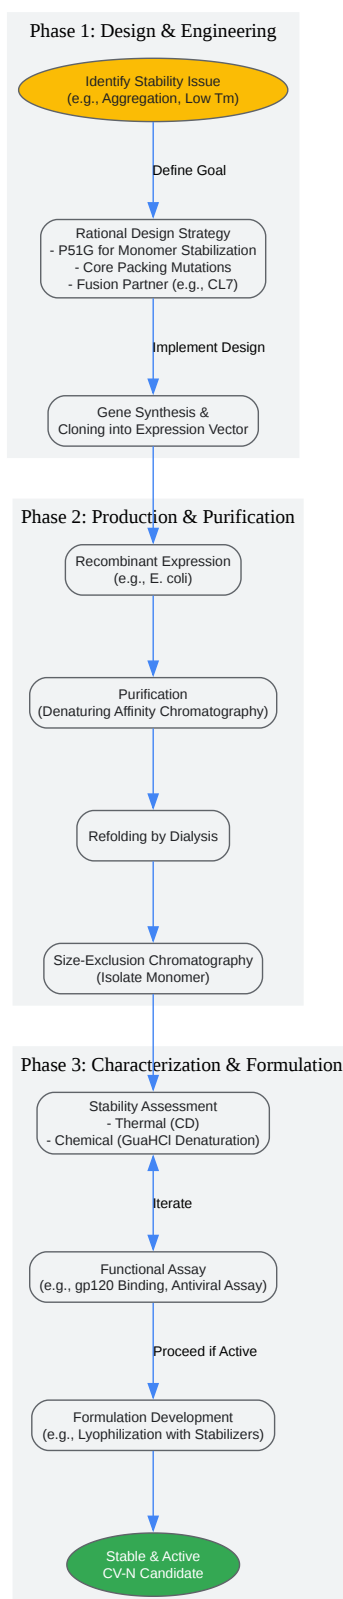 Phase 1: Design & Engineering
Identify Stability Issue
(e.g., Aggregation, Low Tm)
Define Goal
Rational Design Strategy
- P51G for Monomer Stabilization
- Core Packing Mutations
- Fusion Partner (e.g., CL7)
Implement Design
Gene Synthesis &
Cloning into Expression Vector
Phase 2: Production & Purification
Recombinant Expression
(e.g., E. coli)
Purification
(Denaturing Affinity Chromatography)
Refolding by Dialysis
Size-Exclusion Chromatography
(Isolate Monomer)
Phase 3: Characterization & Formulation
Stability Assessment
- Thermal (CD)
- Chemical (GuaHCl Denaturation)
Iterate
Functional Assay
(e.g., gp120 Binding, Antiviral Assay)
Proceed if Active
Formulation Development
(e.g., Lyophilization with Stabilizers)
Stable & Active
CV-N Candidate